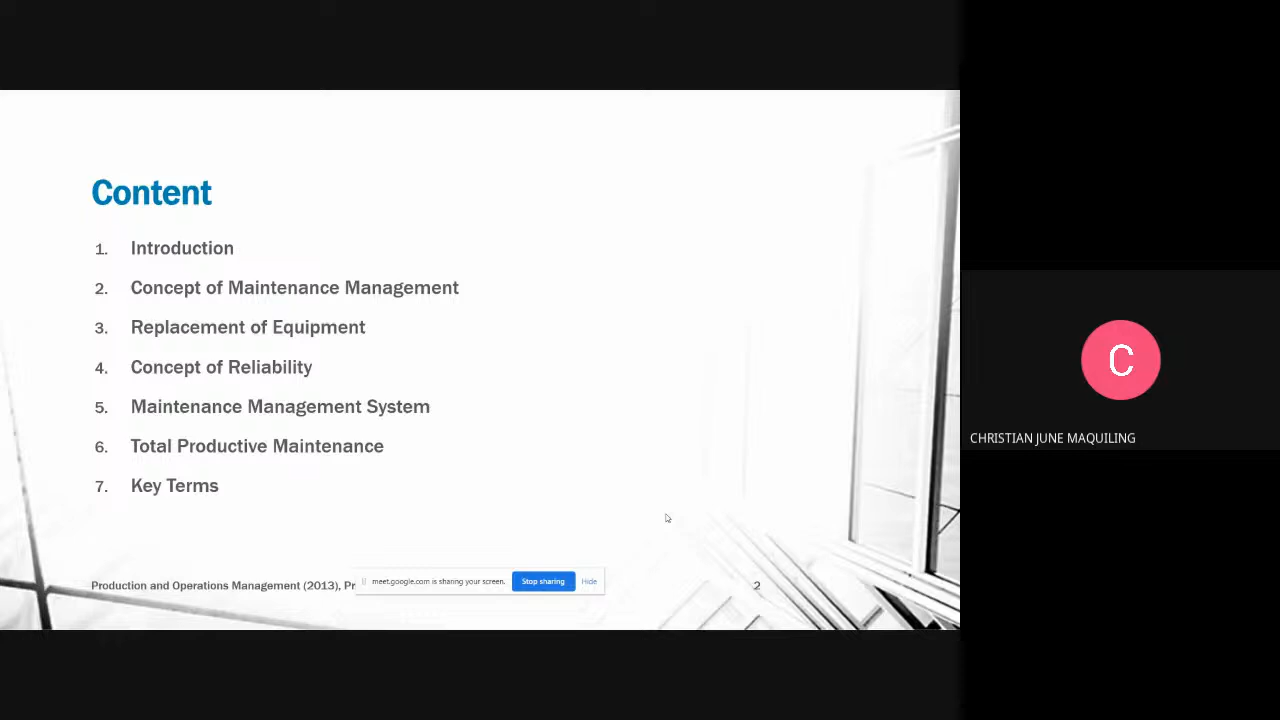 Content
1. Introduction
2. Concept of Maintenance Management
3. Replacement of Equipment
4. Concept of Reliability
5. Maintenance Management System
6. Total Productive Maintenance
7. Key Terms
Production and Operations Management (2013), Pr
meet.google.com is sharing your screen. Stop sharing Hide
2
C
CHRISTIAN JUNE MAQUILING